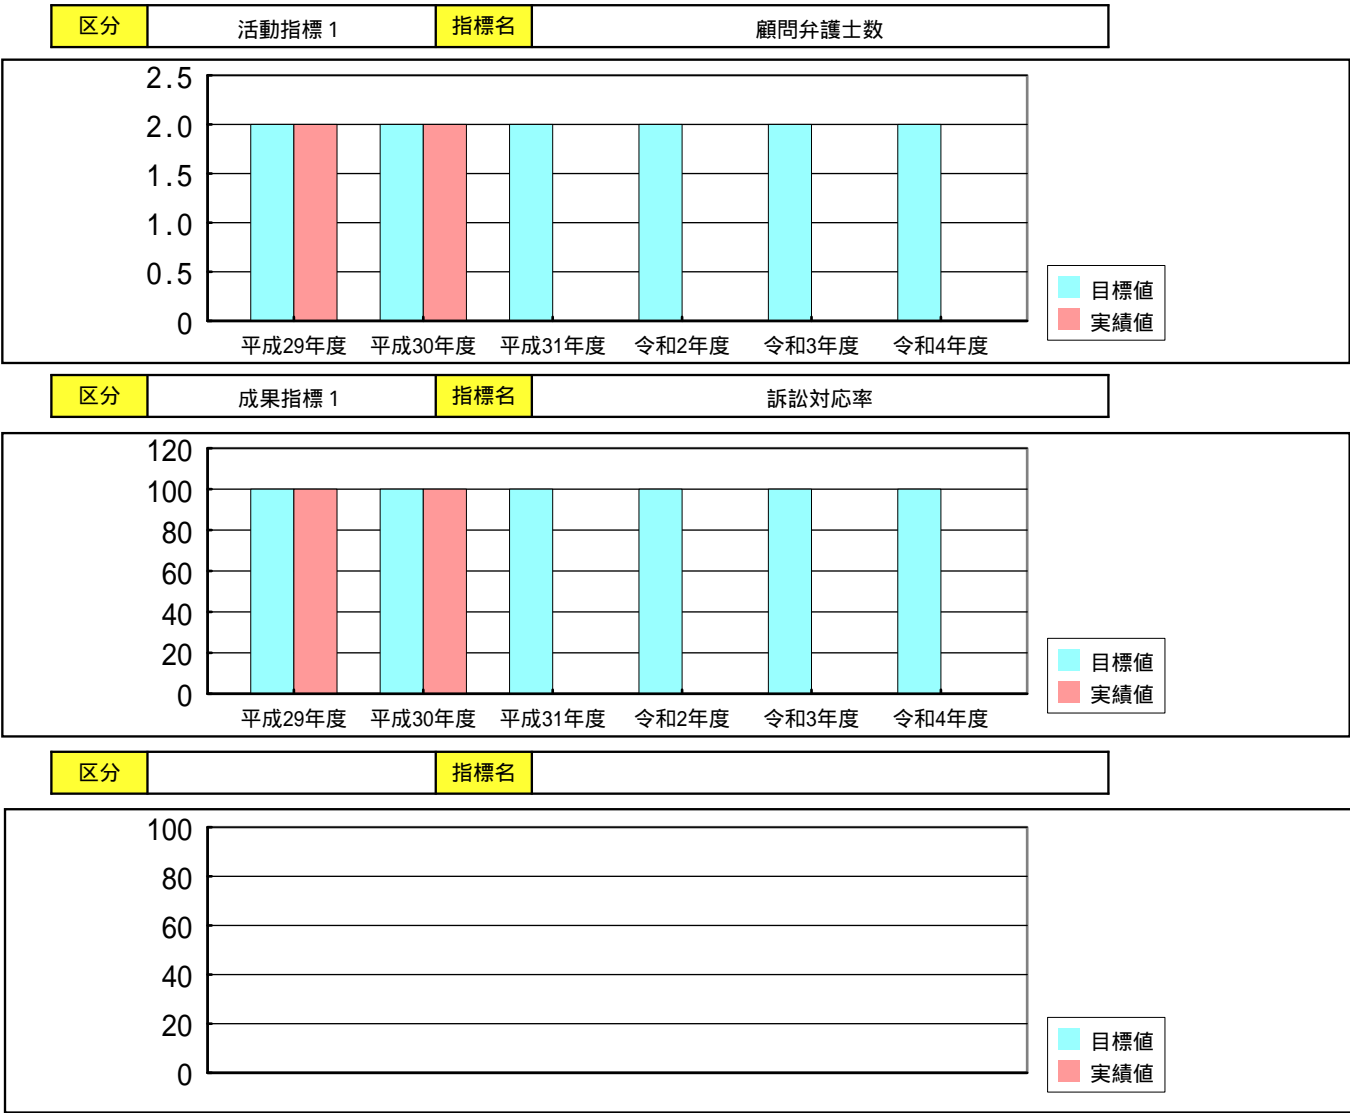 区分 活動指標1 指標名 顧問弁護士数
2.5
2.0
1.5
1.0
0.5
0
平成29年度 平成30年度 平成31年度 令和2年度 令和3年度 令和4年度
目標値
実績値
区分 成果指標1 指標名 訴訟対応率
120
100
80
60
40
20
0
平成29年度 平成30年度 平成31年度 令和2年度 令和3年度 令和4年度
目標値
実績値
区分 指標名
100
80
60
40
20
0
目標値
実績値